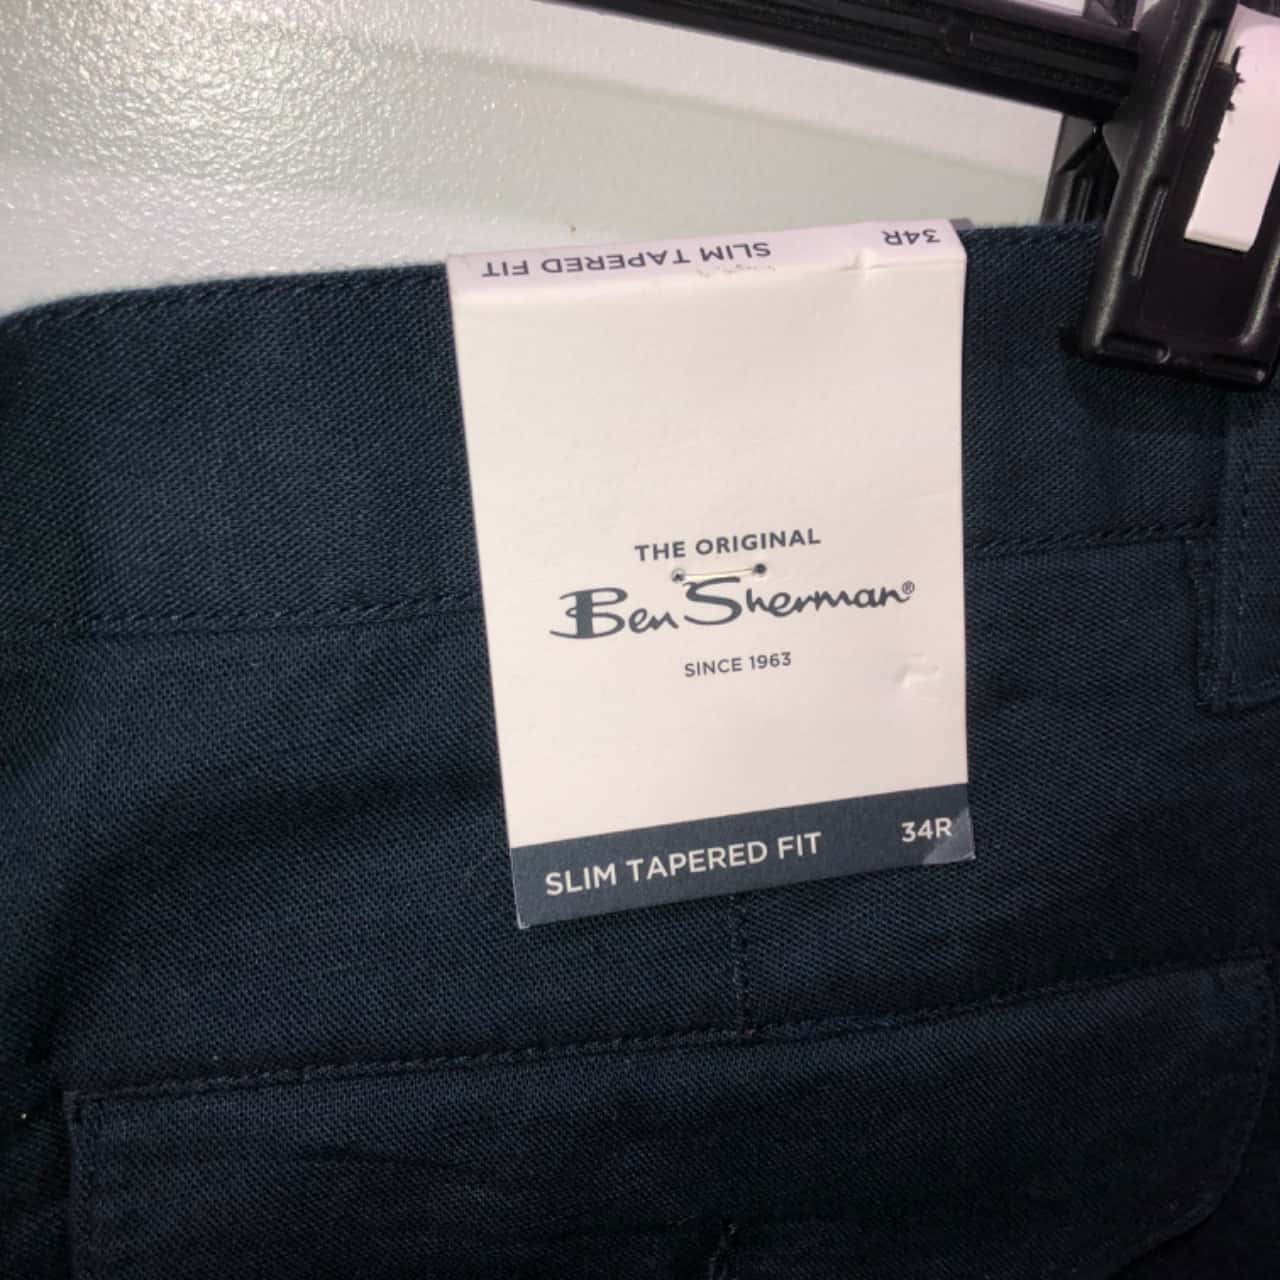 SLIM TAPERED FIT 34R
THE ORIGINAL
Ben Sherman®
SINCE 1963
SLIM TAPERED FIT 34R